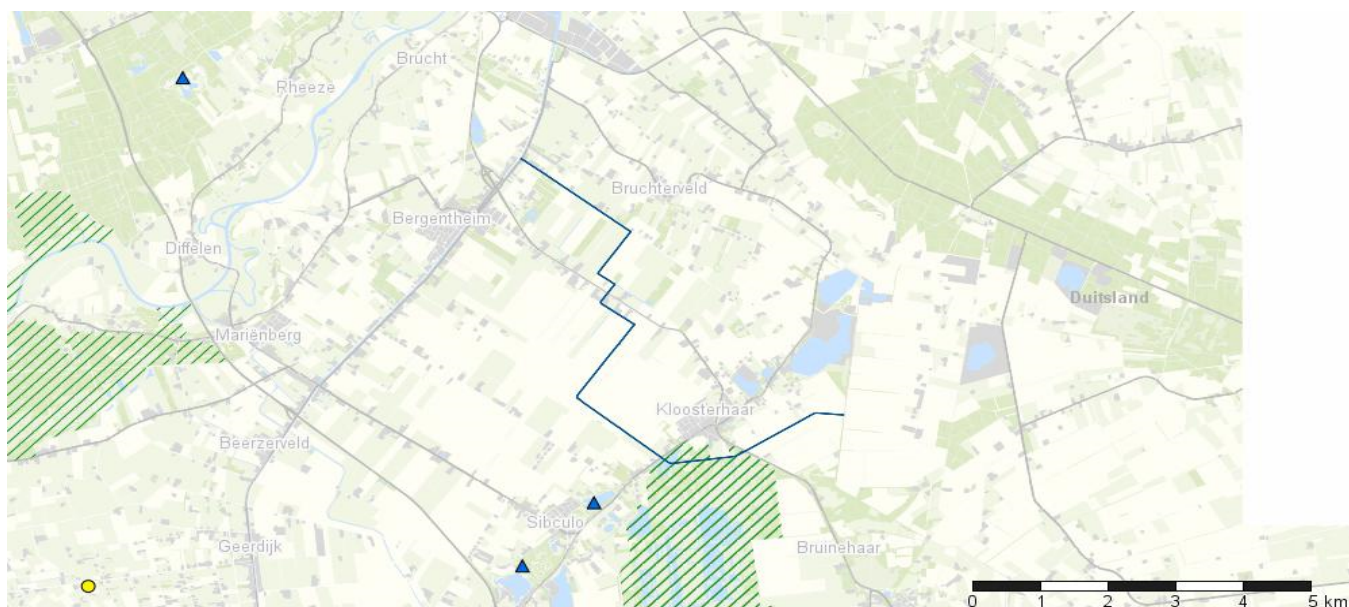 Brucht
Rheeze
Bruchterveld
Bergentheim
Diffelen
Duitsland
Mariënberg
Kloosterhaar
Beerzerveld
Sibculo
Geerdijk
Bruinehaar
0 1 2 3 4 5 km